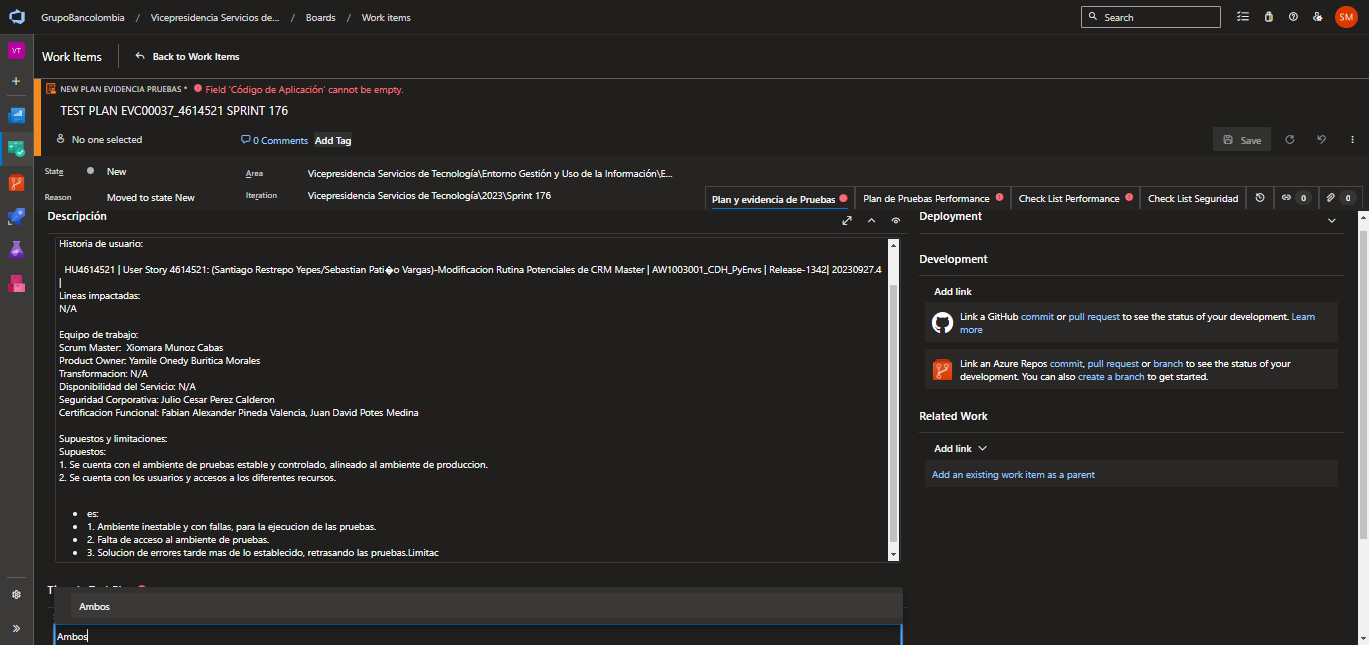 GrupoBancolombia / Vicepresidencia Servicios de... / Boards / Work items
Search
SM
VT
Work Items
Back to Work Items
NEW PLAN EVIDENCIA PRUEBAS * Field 'Código de Aplicación' cannot be empty.
TEST PLAN EVC00037_4614521 SPRINT 176
No one selected
0 Comments
Add Tag
Save
State
New
Area
Vicepresidencia Servicios de Tecnología\Entorno Gestión y Uso de la Información\E...
Reason
Moved to state New
Iteration
Vicepresidencia Servicios de Tecnología\2023\Sprint 176
Plan y evidencia de Pruebas
Plan de Pruebas Performance
Check List Performance
Check List Seguridad
0
0
Descripción
Historia de usuario:
HU4614521 | User Story 4614521: (Santiago Restrepo Yepes/Sebastian Pati�o Vargas)-Modificacion Rutina Potenciales de CRM Master | AW1003001_CDH_PyEnvs | Release-1342| 20230927.4
|
Lineas impactadas:
N/A
Equipo de trabajo:
Scrum Master:  Xiomara Munoz Cabas
Product Owner: Yamile Onedy Buritica Morales
Transformacion: N/A
Disponibilidad del Servicio: N/A
Seguridad Corporativa: Julio Cesar Perez Calderon
Certificacion Funcional: Fabian Alexander Pineda Valencia, Juan David Potes Medina
Supuestos y limitaciones:
Supuestos:
1. Se cuenta con el ambiente de pruebas estable y controlado, alineado al ambiente de produccion.
2. Se cuenta con los usuarios y accesos a los diferentes recursos.
• es:
• 1. Ambiente inestable y con fallas, para la ejecucion de las pruebas.
• 2. Falta de acceso al ambiente de pruebas.
• 3. Solucion de errores tarde mas de lo establecido, retrasando las pruebas.Limitac
Ambos
Ambos
Deployment
Development
Add link
Link a GitHub commit or pull request to see the status of your development. Learn
more
Link an Azure Repos commit, pull request or branch to see the status of your
development. You can also create a branch to get started.
Related Work
Add link
Add an existing work item as a parent